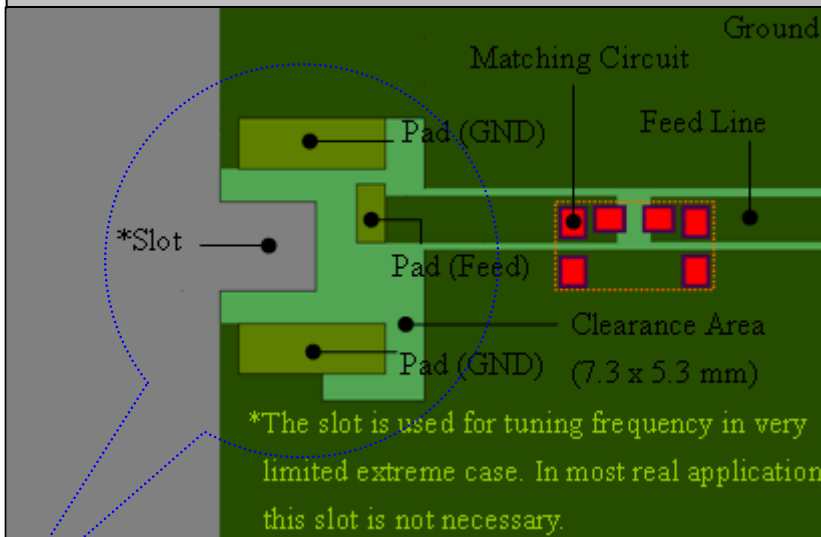 Ground
Matching Circuit
Pad (GND)
Feed Line
*Slot
Pad (Feed)
Clearance Area
Pad (GND)
(7.3 x 5.3 mm)
*The slot is used for tuning frequency in very
limited extreme case. In most real application
this slot is not necessary.